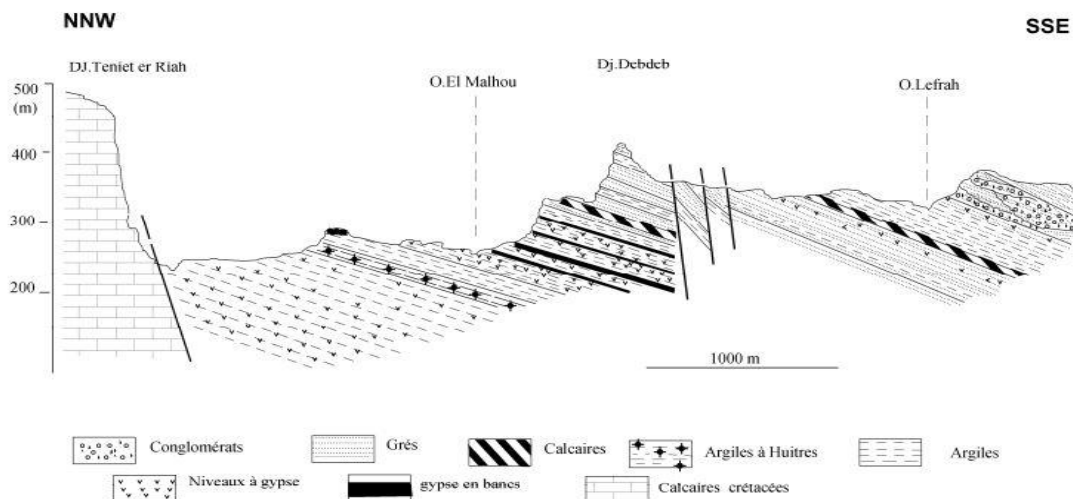 NNW
SSE
DJ.Teniet er Riah
O.El Malhou
Dj.Debdeb
O.Lefrah
500
(m)
400
300
200
1000 m
Conglomérats
Grés
Calcaires
Argiles à Huitres
Argiles
Niveaux à gypse
gypse en bancs
Calcaires crétacées